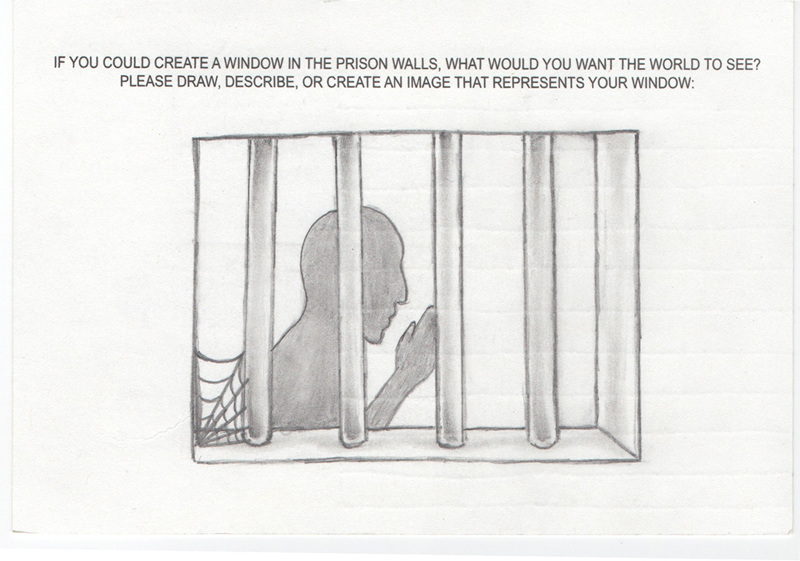 IF YOU COULD CREATE A WINDOW IN THE PRISON WALLS, WHAT WOULD YOU WANT THE WORLD TO SEE?
PLEASE DRAW, DESCRIBE, OR CREATE AN IMAGE THAT REPRESENTS YOUR WINDOW: